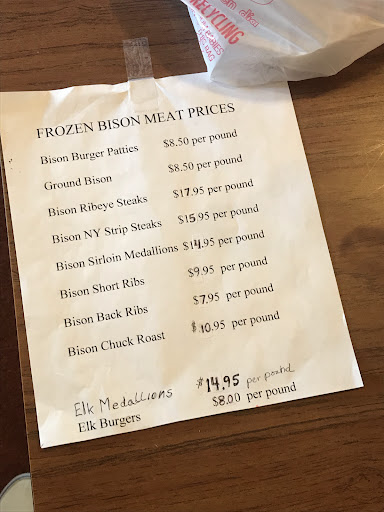 RECYCLING
FROZEN BISON MEAT PRICES
Bison Burger Patties $8.50 per pound
Ground Bison $8.50 per pound
Bison Ribeye Steaks $17.95 per pound
Bison NY Strip Steaks $15.95 per pound
Bison Sirloin Medallions $14.95 per pound
Bison Short Ribs $9.95 per pound
Bison Back Ribs $7.95 per pound
Bison Chuck Roast $10.95 per pound
Elk Medallions $14.95 per pound
Elk Burgers $8.00 per pound